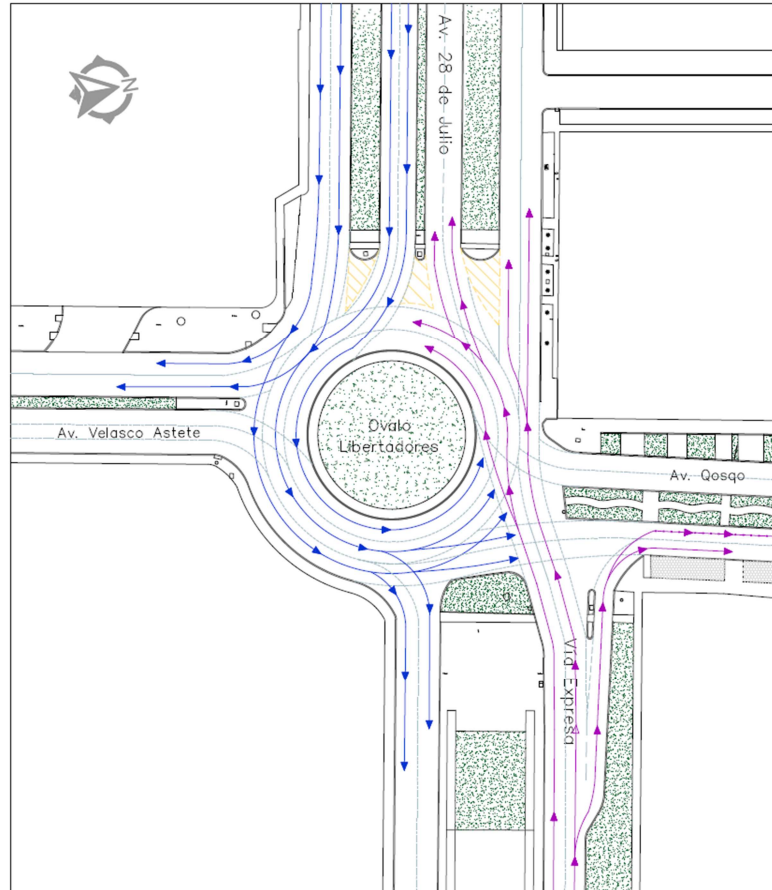 Av. 28 de Julio
N
Ovalo
Libertadores
Av. Velasco Astete
Av. Qosqo
Vía Expresa